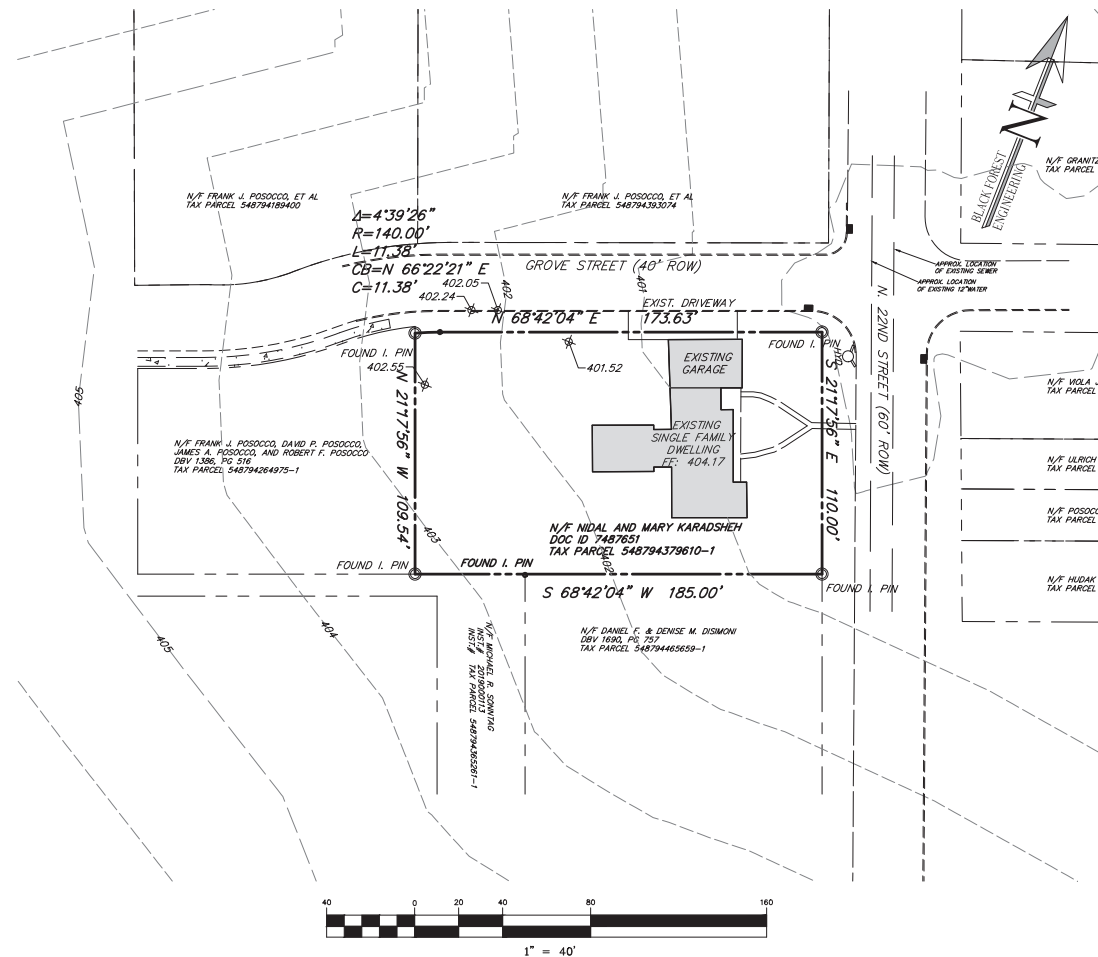 N/F FRANK J. POSOCCO, ET AL
TAX PARCEL 548794189400
N/F FRANK J. POSOCCO, ET AL
TAX PARCEL 548794393074
N/F GRANITZ
TAX PARCEL
BLACK FOREST
ENGINEERING
N
Δ=4°39'26"
R=140.00'
L=11.38'
CB=N 66°22'21" E
C=11.38'
GROVE STREET (40' ROW)
APPROX. LOCATION
OF EXISTING SEWER
APPROX. LOCATION
OF EXISTING 12"WATER
402.05
402.24
402
401
EXIST. DRIVEWAY
N 68°42'04" E 173.63'
FOUND I. PIN
FOUND I. PIN
HYD.
N. 22ND STREET (60' ROW)
402.55
401.52
405
EXISTING
GARAGE
N/F VIOLA J
TAX PARCEL
N 21°17'56" W 109.54'
S 21°17'56" E 110.00'
EXISTING
SINGLE FAMILY
DWELLING
FF: 404.17
N/F FRANK J. POSOCCO, DAVID P. POSOCCO,
JAMES A. POSOCCO, AND ROBERT F. POSOCCO
DBV 1386, PG 516
TAX PARCEL 548794264975-1
N/F ULRICH
TAX PARCEL
N/F POSOCC
TAX PARCEL
403
N/F NIDAL AND MARY KARADSHEH
DOC ID 7487651
TAX PARCEL 548794379610-1
402
FOUND I. PIN
FOUND I. PIN
FOUND I. PIN
S 68°42'04" W 185.00'
N/F HUDAK
TAX PARCEL
405
404
N/F MICHAEL R. SONNTAG
INST.# 2019000113
INST.# TAX PARCEL 548794365261-1
N/F DANIEL F. & DENISE M. DISIMONI
DBV 1690, PG 757
TAX PARCEL 548794465659-1
40 0 20 40 80 160
1" = 40'